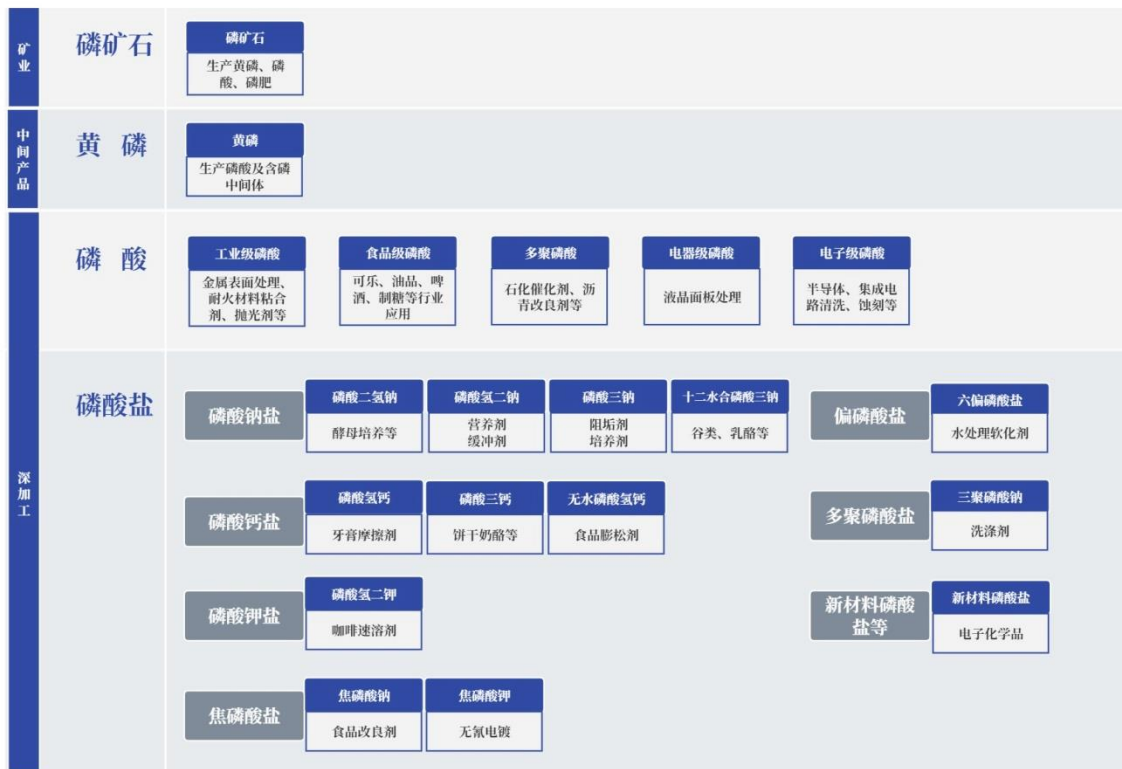 矿业
磷矿石
磷矿石
生产黄磷、磷
酸、磷肥
中间产品
黄 磷
黄磷
生产磷酸及含磷
中间体
深加工
磷 酸
工业级磷酸
金属表面处理、
耐火材料粘合
剂、抛光剂等
食品级磷酸
可乐、油品、啤
酒、制糖等行业
应用
多聚磷酸
石化催化剂、沥
青改良剂等
电器级磷酸
液晶面板处理
电子级磷酸
半导体、集成电
路清洗、蚀刻等
磷酸盐
磷酸钠盐
磷酸二氢钠
酵母培养等
磷酸氢二钠
营养剂
缓冲剂
磷酸三钠
阻垢剂
培养剂
十二水合磷酸三钠
谷类、乳酪等
偏磷酸盐
六偏磷酸盐
水处理软化剂
磷酸钙盐
磷酸氢钙
牙膏摩擦剂
磷酸三钙
饼干奶酪等
无水磷酸氢钙
食品膨松剂
多聚磷酸盐
三聚磷酸钠
洗涤剂
磷酸钾盐
磷酸氢二钾
咖啡速溶剂
新材料磷酸
盐等
新材料磷酸盐
电子化学品
焦磷酸盐
焦磷酸钠
食品改良剂
焦磷酸钾
无氰电镀